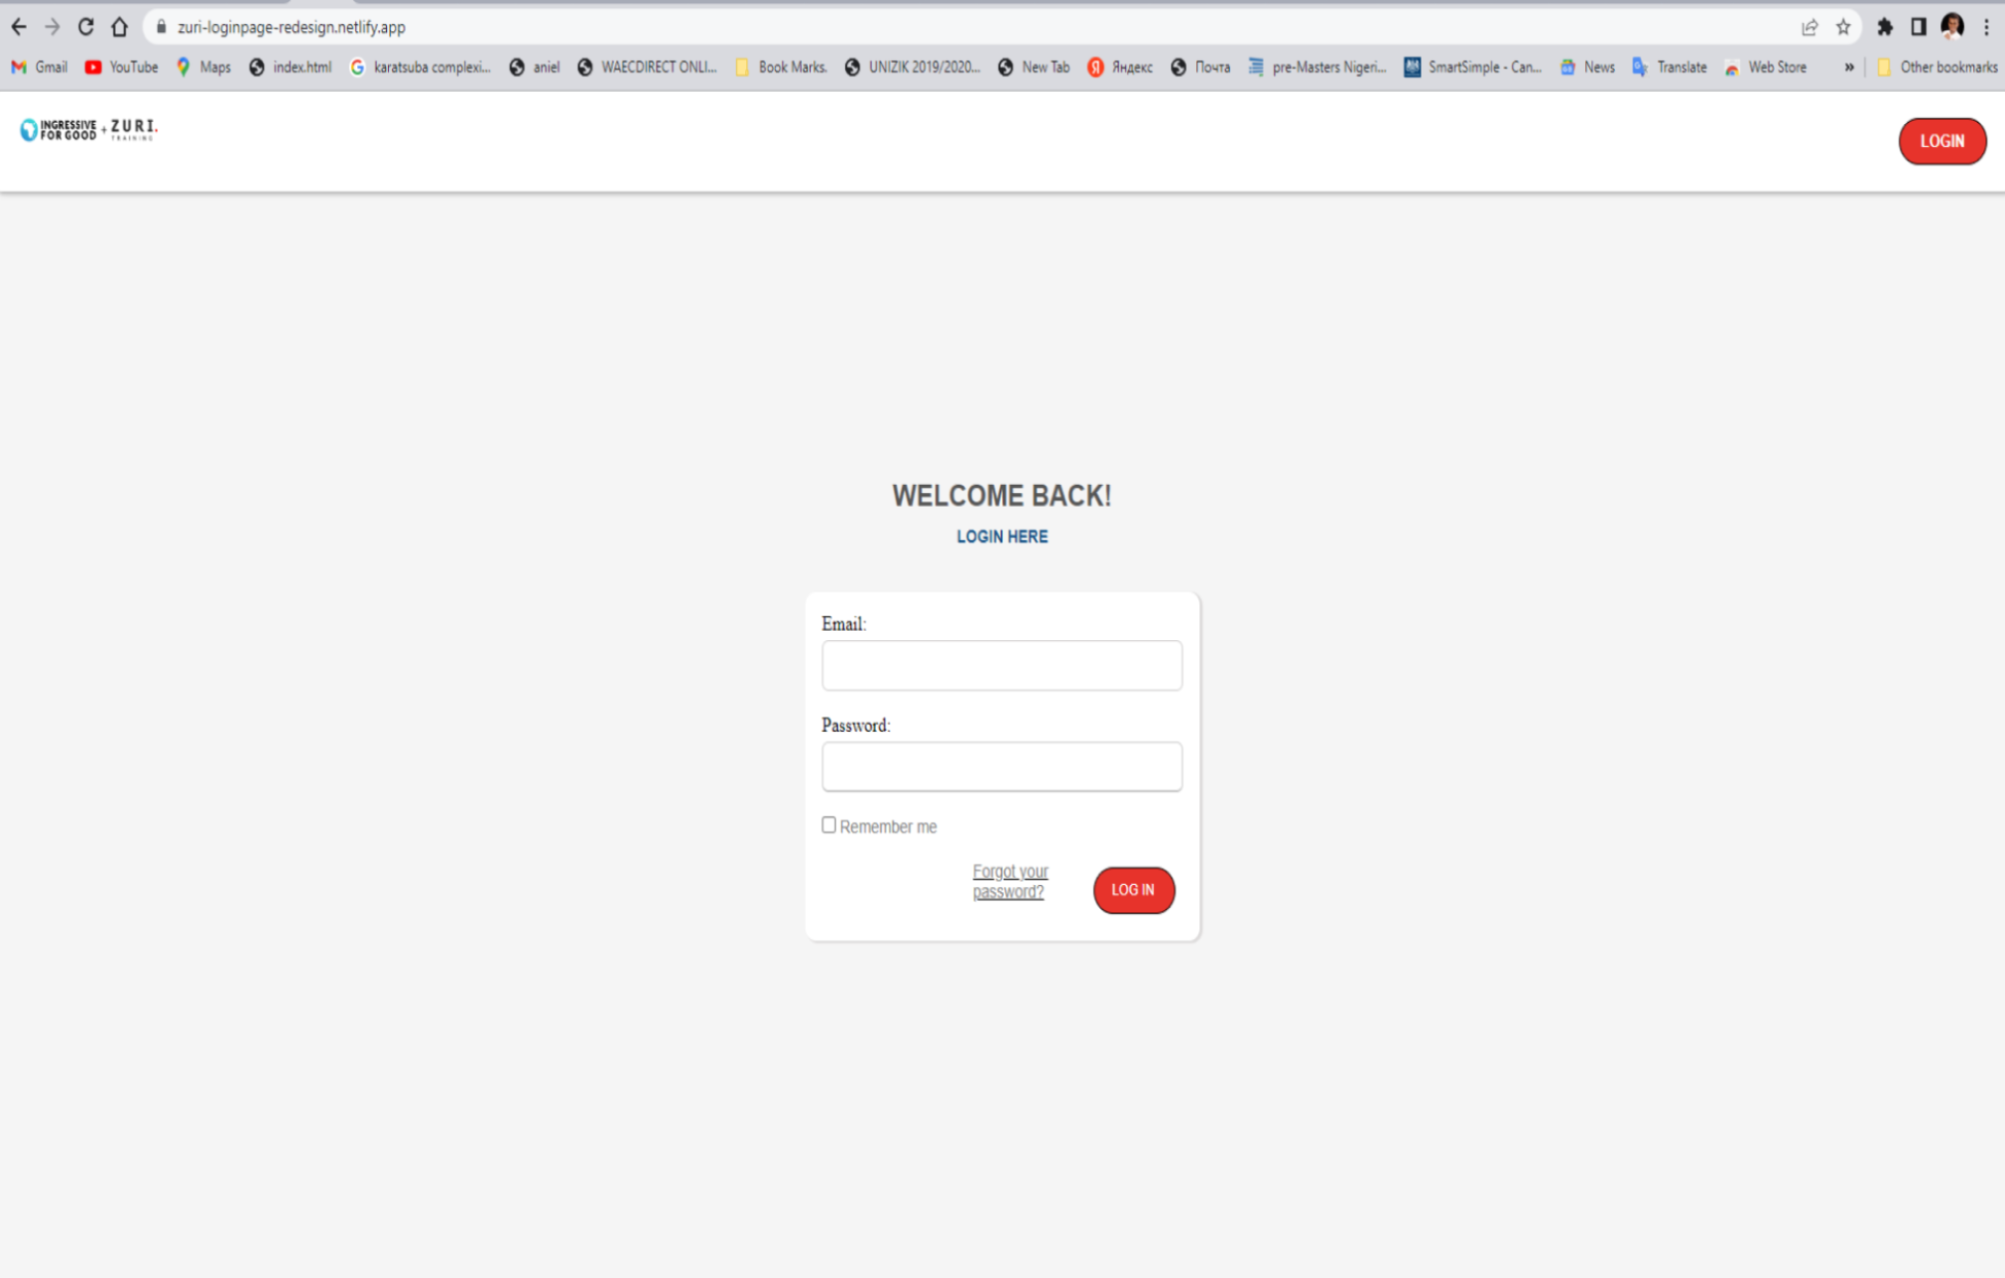 zuri-loginpage-redesign.netlify.app
Gmail YouTube Maps index.html karatsuba complexi... aniel WAECDIRECT ONLI... Book Marks. UNIZIK 2019/2020... New Tab Яндекс Почта pre-Masters Nigeri... SmartSimple - Can... News Translate Web Store » Other bookmarks
INGRESSIVE
FOR GOOD + ZURI.
TRAINING
LOGIN
WELCOME BACK!
LOGIN HERE
Email:
Password:
Remember me
Forgot your
password?
LOG IN